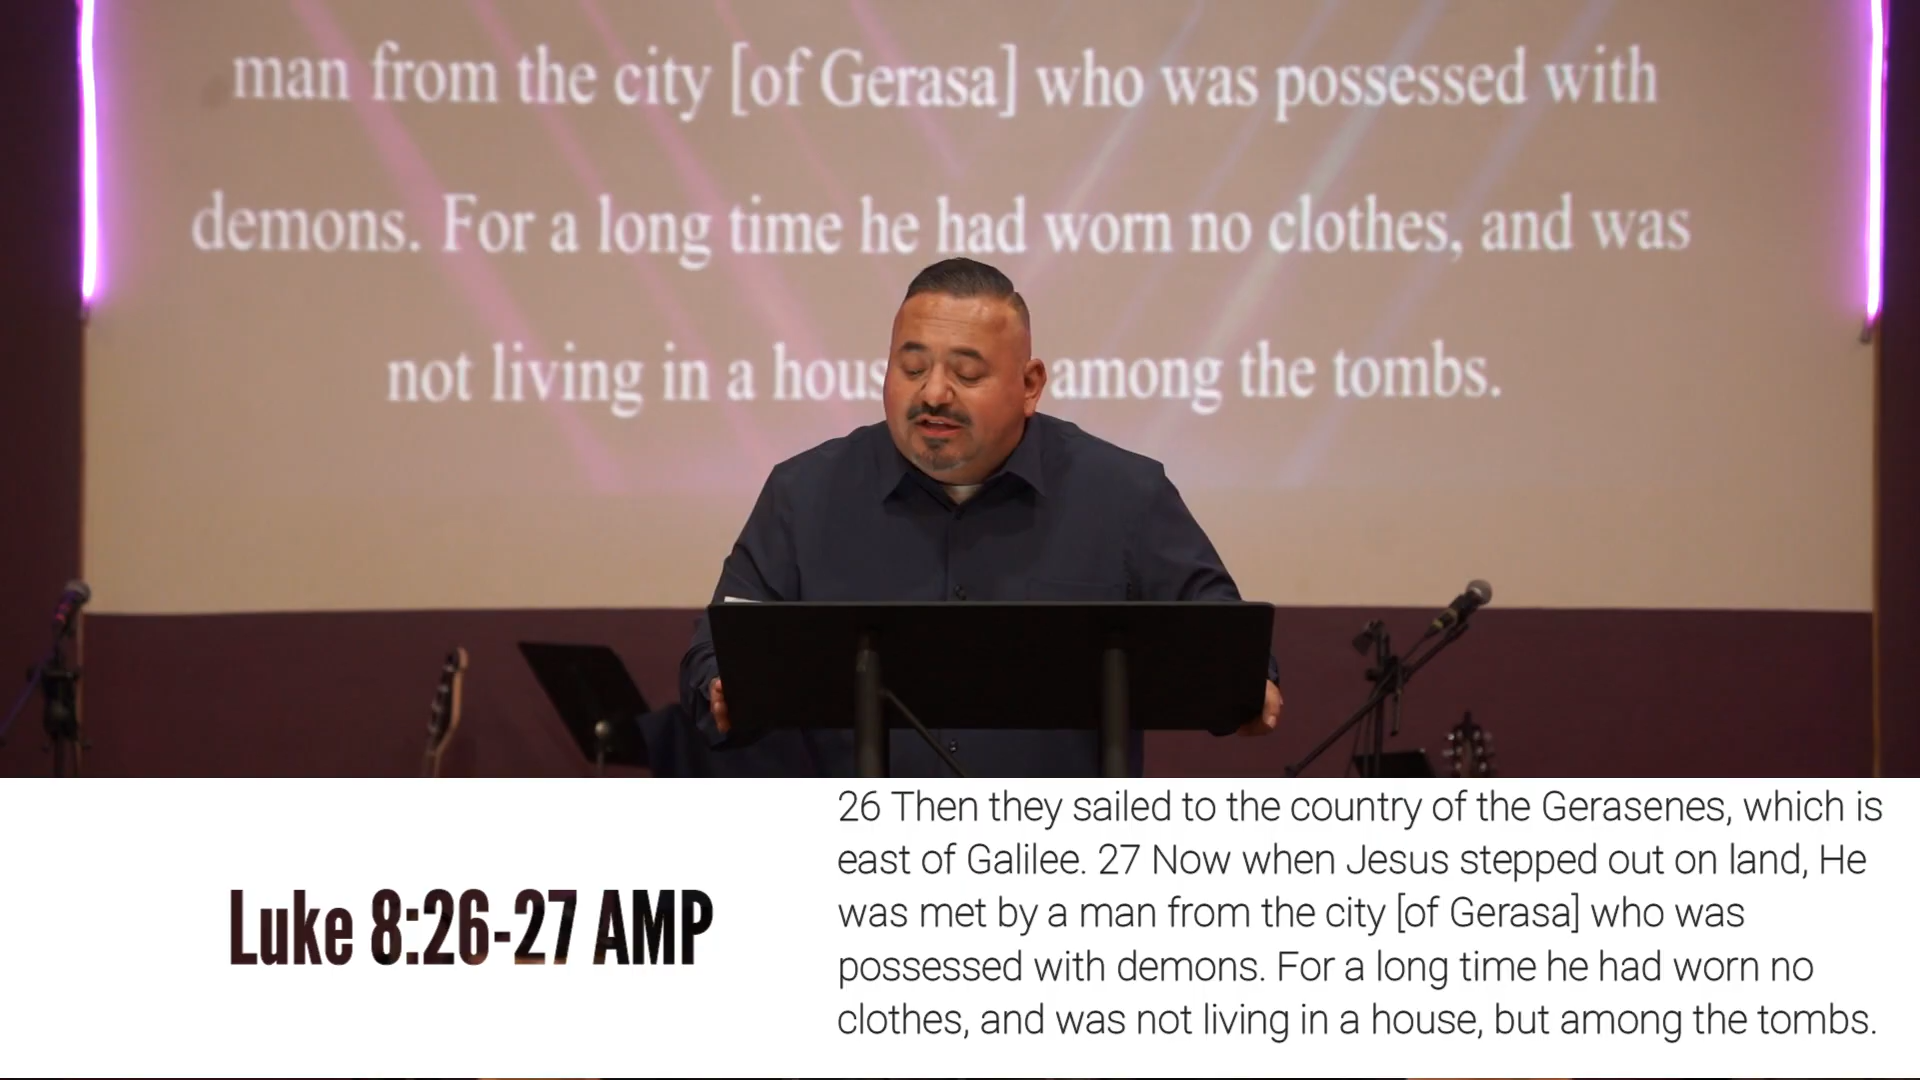 man from the city [of Gerasa] who was possessed with
demons. For a long time he had worn no clothes, and was
not living in a hous among the tombs.
Luke 8:26-27 AMP
26 Then they sailed to the country of the Gerasenes, which is
east of Galilee. 27 Now when Jesus stepped out on land, He
was met by a man from the city [of Gerasa] who was
possessed with demons. For a long time he had worn no
clothes, and was not living in a house, but among the tombs.